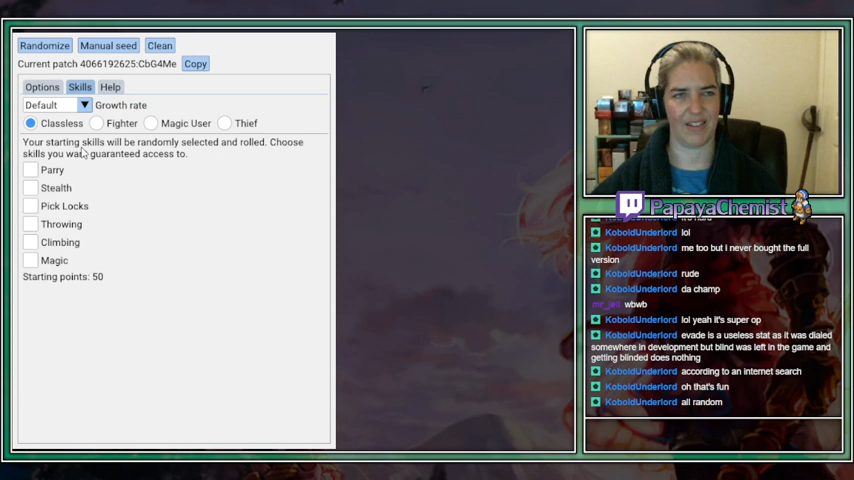 Randomize Manual seed Clean
Current patch 4066192625:CbG4Me Copy
Options Skills Help
Default Growth rate
Classless Fighter Magic User Thief
Your starting skills will be randomly selected and rolled. Choose
skills you want guaranteed access to.
Parry
Stealth
Pick Locks
Throwing
Climbing
Magic
Starting points: 50
PapayaChemist
KoboldUnderlord it's hard
KoboldUnderlord lol
KoboldUnderlord me too but i never bought the full
version
KoboldUnderlord rude
KoboldUnderlord da champ
mr_jeil wbwb
KoboldUnderlord lol yeah it's super op
KoboldUnderlord evade is a useless stat as it was dialed
somewhere in development but blind was left in the game and
getting blinded does nothing
KoboldUnderlord according to an internet search
KoboldUnderlord oh that's fun
KoboldUnderlord all random